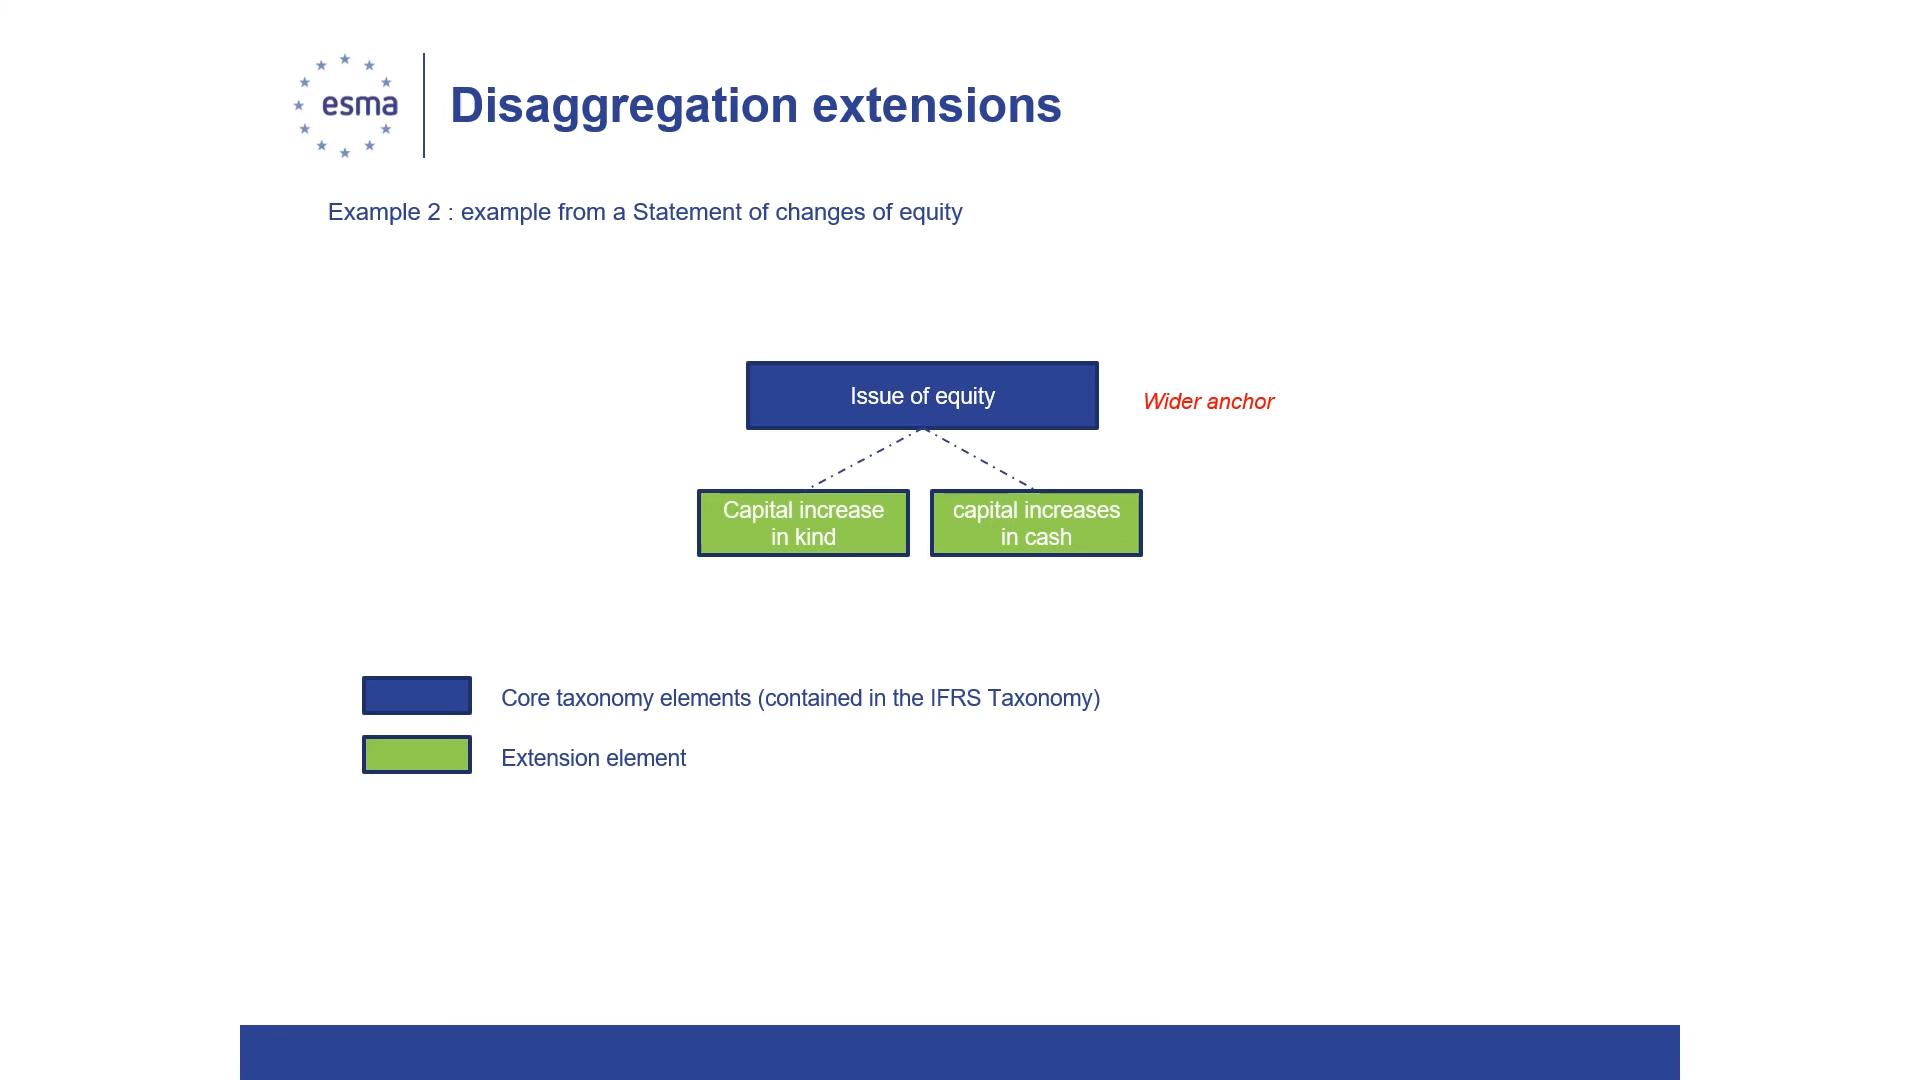 esma
Disaggregation extensions
Example 2 : example from a Statement of changes of equity
Issue of equity
Wider anchor
Capital increase
in kind
capital increases
in cash
Core taxonomy elements (contained in the IFRS Taxonomy)
Extension element